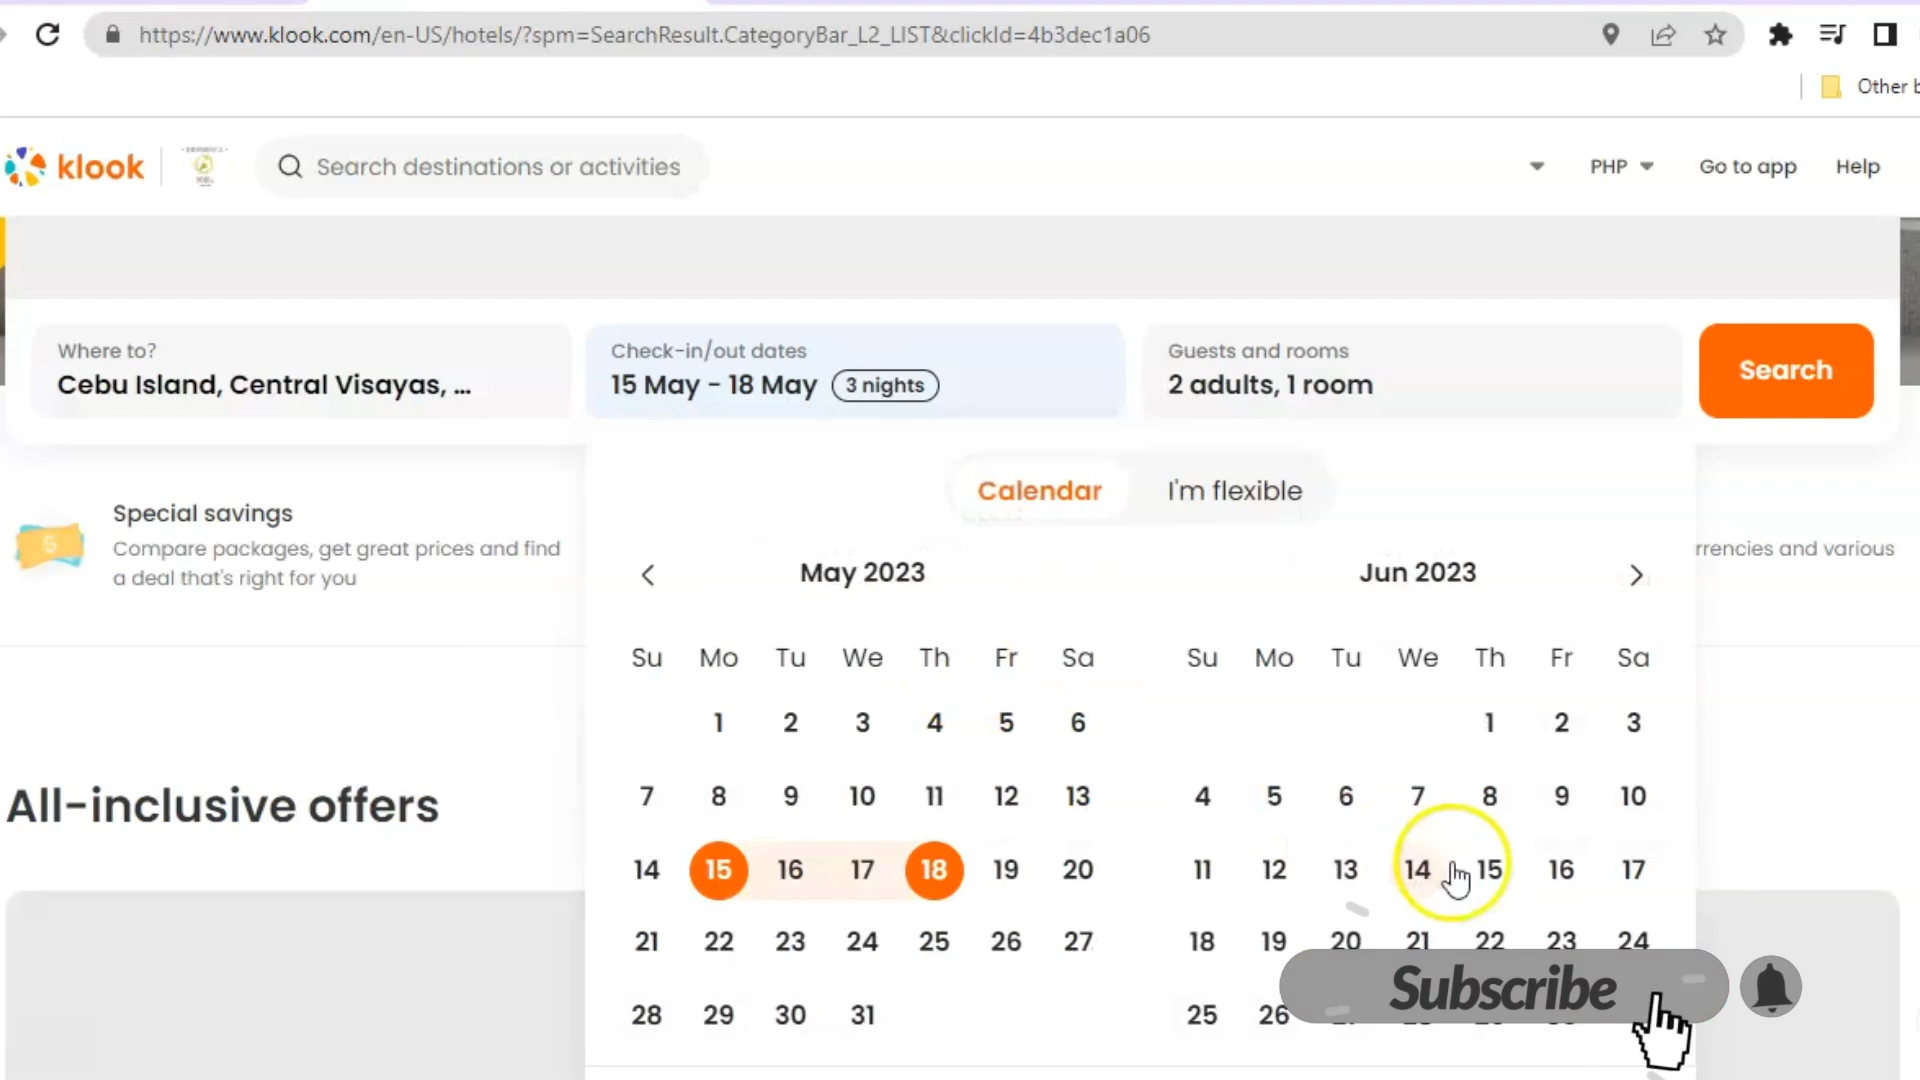 https://www.klook.com/en-US/hotels/?spm=SearchResult.CategoryBar_L2_LIST&clickId=4b3dec1a06
Other b
klook
Search destinations or activities
PHP
Go to app
Help
Where to?
Cebu Island, Central Visayas, ...
Check-in/out dates
15 May - 18 May
3 nights
Guests and rooms
2 adults, 1 room
Search
Calendar
I'm flexible
Special savings
Compare packages, get great prices and find
a deal that's right for you
rrencies and various
May 2023
Su Mo Tu We Th Fr Sa
1 2 3 4 5 6
7 8 9 10 11 12 13
14 15 16 17 18 19 20
21 22 23 24 25 26 27
28 29 30 31
Jun 2023
Su Mo Tu We Th Fr Sa
1 2 3
4 5 6 7 8 9 10
11 12 13 14 15 16 17
18 19 20 21 22 23 24
25 26
All-inclusive offers
Subscribe